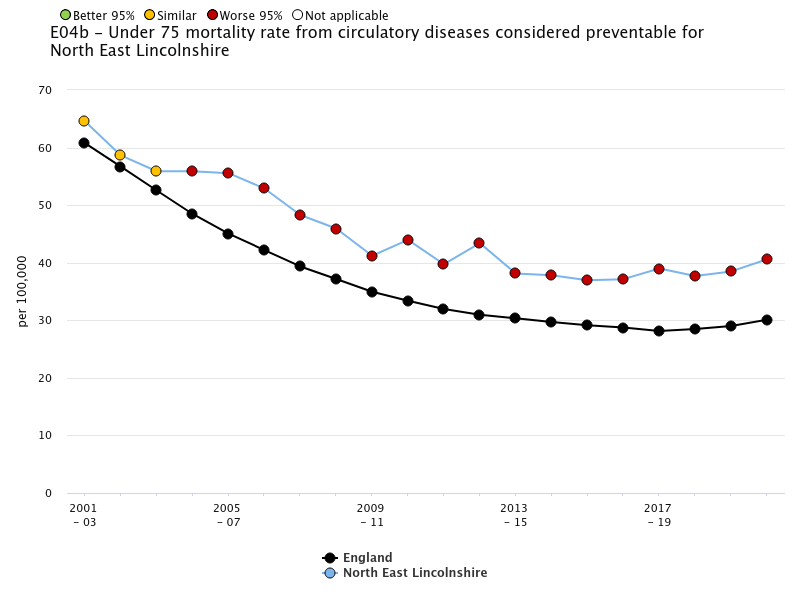 Better 95% Similar Worse 95% Not applicable
E04b – Under 75 mortality rate from circulatory diseases considered preventable for
North East Lincolnshire
70
60
50
40
30
20
10
0
per 100,000
2001 – 03
2005 – 07
2009 – 11
2013 – 15
2017 – 19
England
North East Lincolnshire